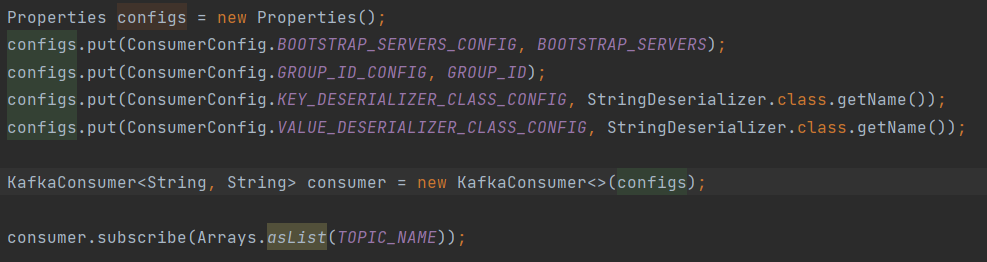 Properties configs = new Properties();
configs.put(ConsumerConfig.BOOTSTRAP_SERVERS_CONFIG, BOOTSTRAP_SERVERS);
configs.put(ConsumerConfig.GROUP_ID_CONFIG, GROUP_ID);
configs.put(ConsumerConfig.KEY_DESERIALIZER_CLASS_CONFIG, StringDeserializer.class.getName());
configs.put(ConsumerConfig.VALUE_DESERIALIZER_CLASS_CONFIG, StringDeserializer.class.getName());
KafkaConsumer<String, String> consumer = new KafkaConsumer<>(configs);
consumer.subscribe(Arrays.asList(TOPIC_NAME));